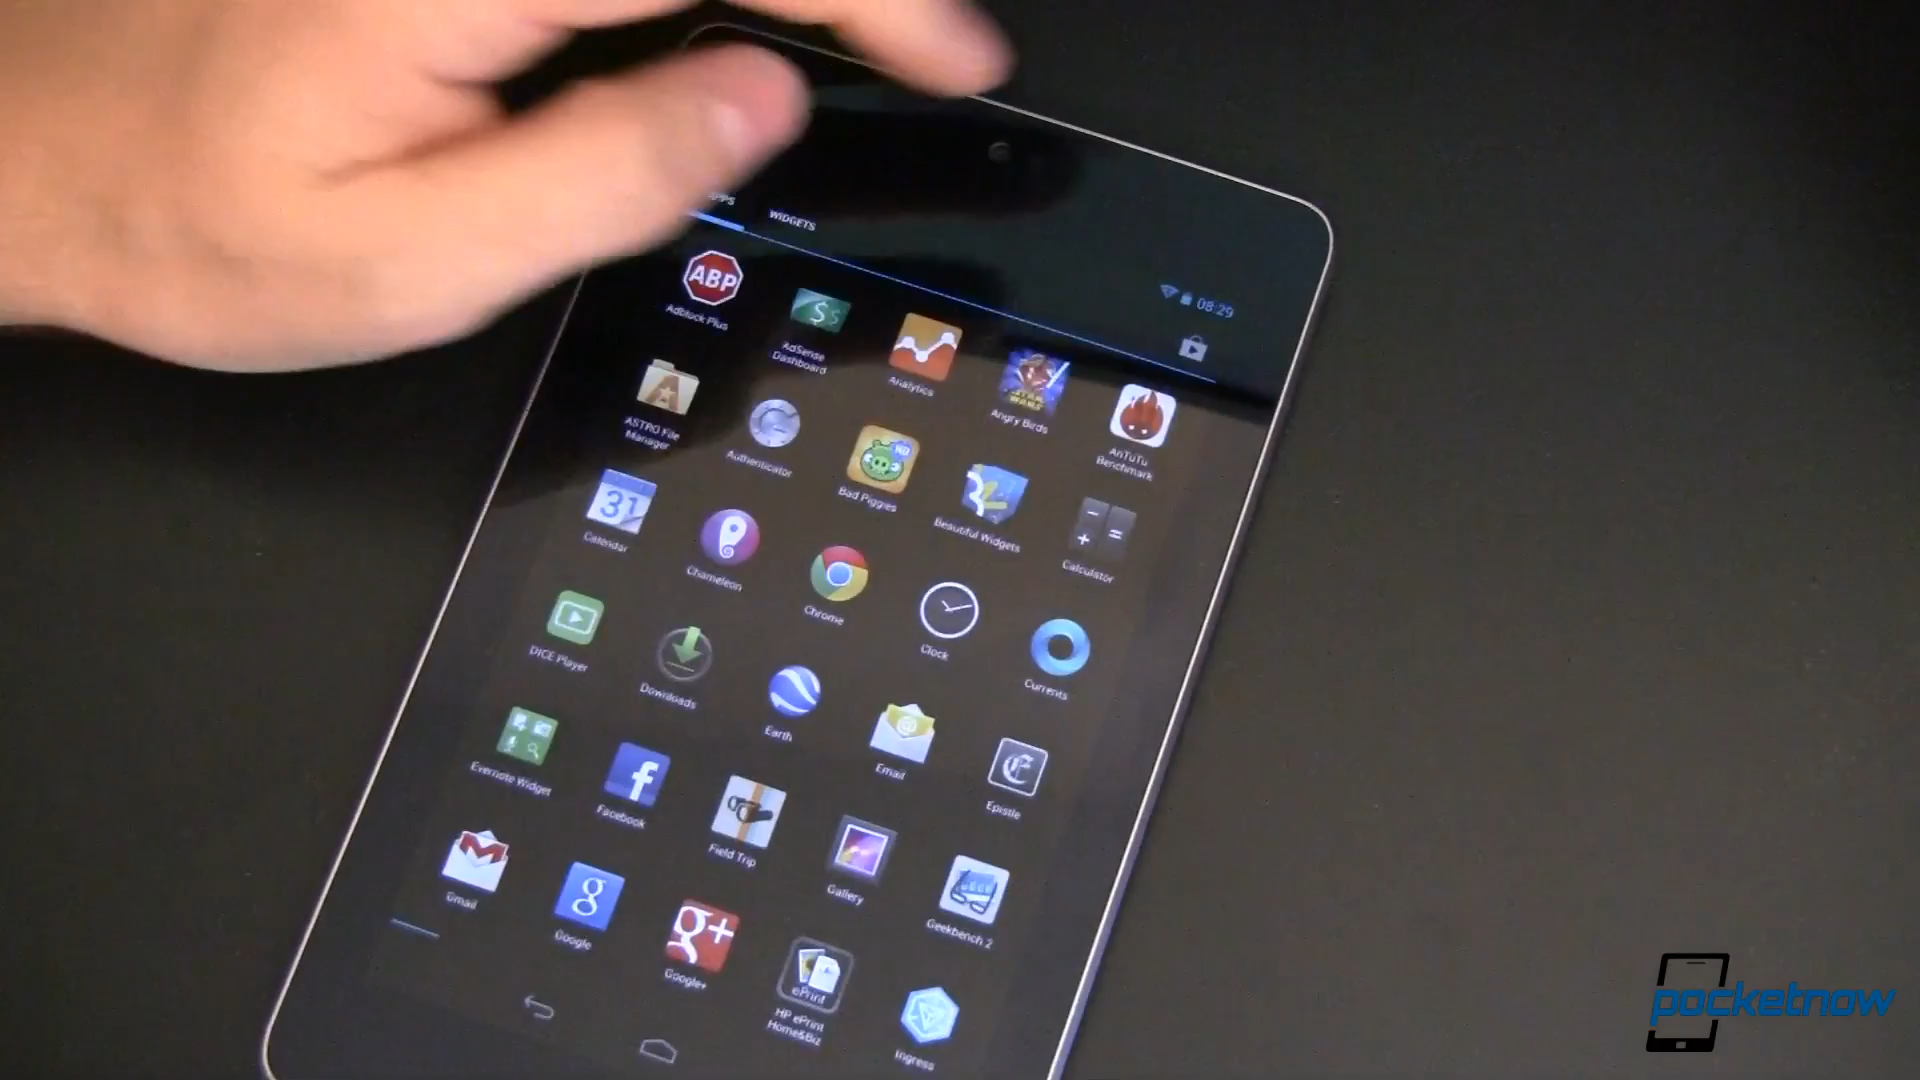 APPS
WIDGETS
08:29
ABP
Adblock Plus
AdSense
Dashboard
Analytics
Angry Birds
AnTuTu
Benchmark
ASTRO File
Manager
Authenticator
HD
Bad Piggies
Beautiful Widgets
Calculator
31
Calendar
Chameleon
Chrome
Clock
Currents
DICE Player
Downloads
Earth
@
Email
Epistle
Evernote Widget
Facebook
Field Trip
Gallery
Geekbench 2
Gmail
g
Google
g+
Google+
ePrint
HP ePrint
Home&Biz
Ingress
pocketnow